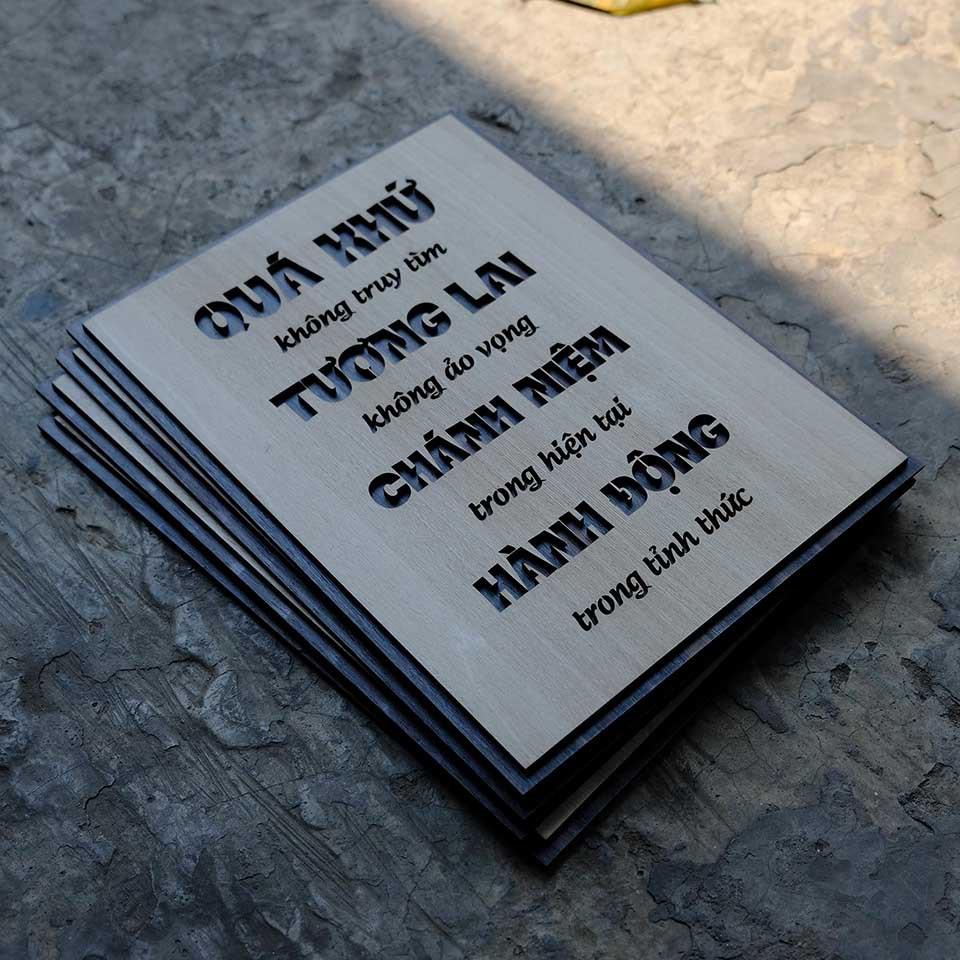 QUÁ KHỨ
không truy tìm
TƯƠNG LAI
không ảo vọng
CHÁNH NIỆM
trong hiện tại
HÀNH ĐỘNG
trong tỉnh thức